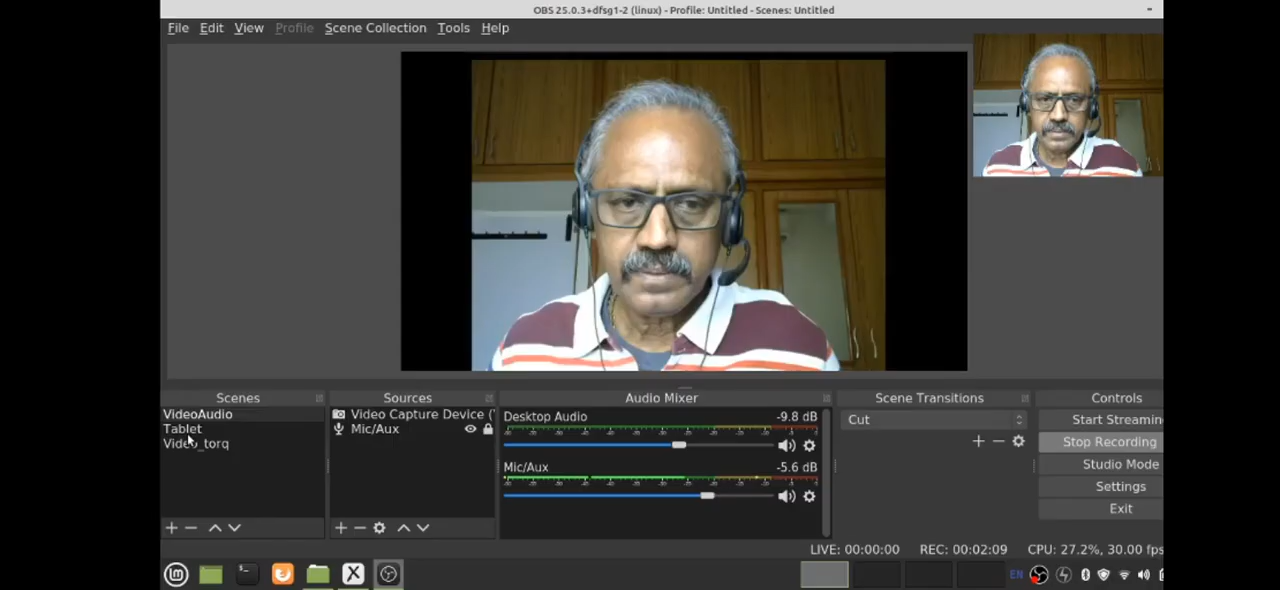 OBS 25.0.3+dfsg1-2 (linux) - Profile: Untitled - Scenes: Untitled
File Edit View Profile Scene Collection Tools Help
Scenes Sources Audio Mixer Scene Transitions Controls
VideoAudio
Tablet
Video_torq
Video Capture Device ('
Mic/Aux
Desktop Audio -9.8 dB
Mic/Aux -5.6 dB
Cut
Start Streamin
Stop Recording
Studio Mode
Settings
Exit
LIVE: 00:00:00 REC: 00:02:09 CPU: 27.2%, 30.00 fps
EN